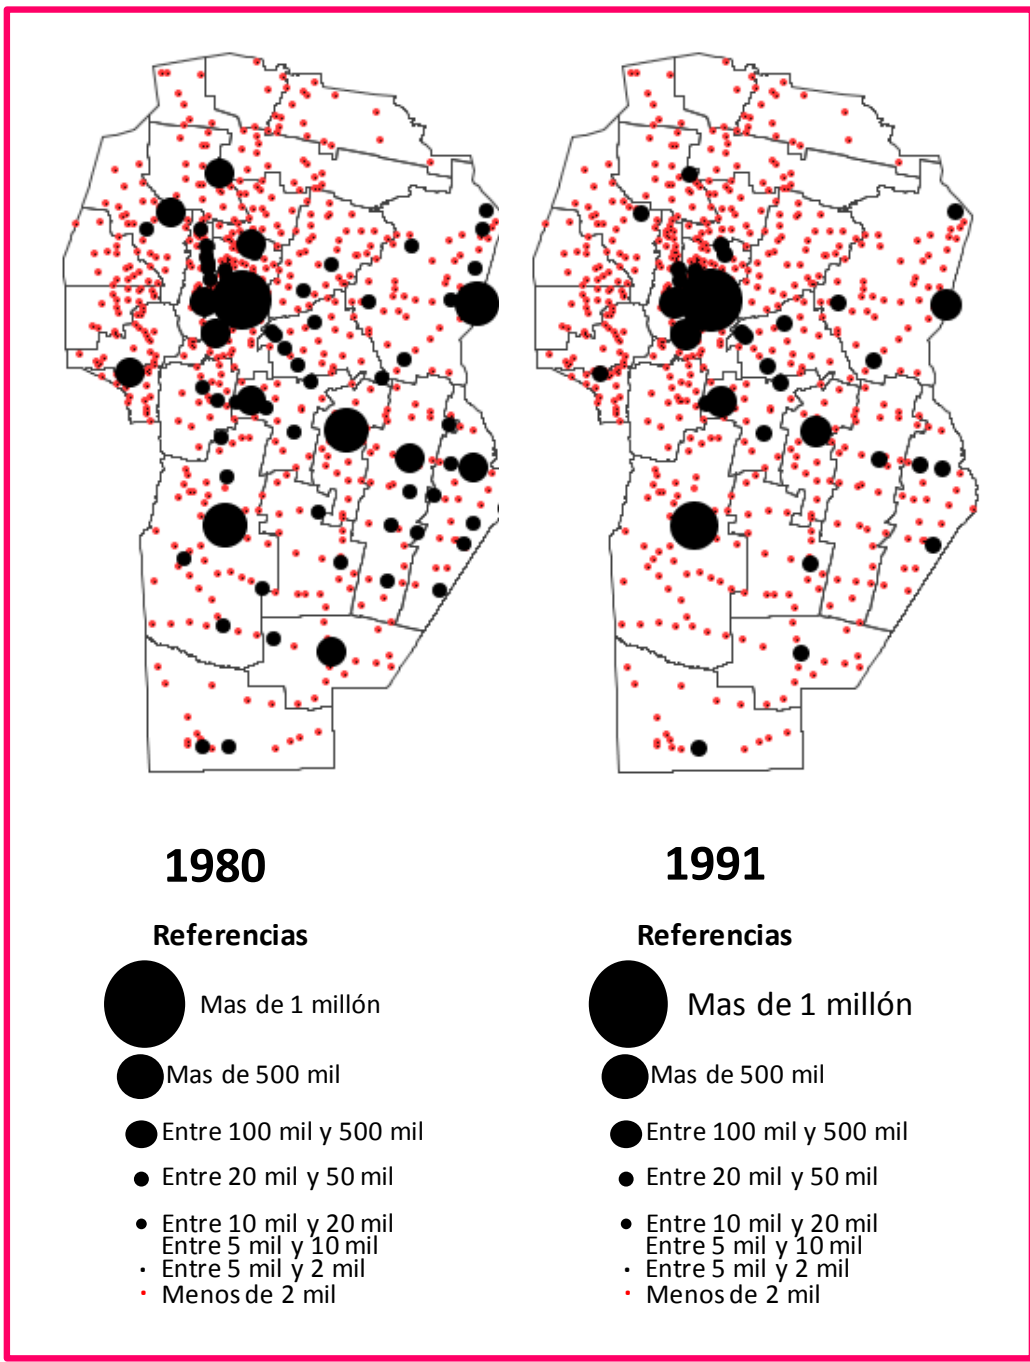 1980
Referencias
Mas de 1 millón
Mas de 500 mil
Entre 100 mil y 500 mil
Entre 20 mil y 50 mil
Entre 10 mil y 20 mil
Entre 5 mil y 10 mil
Entre 5 mil y 2 mil
Menos de 2 mil
1991
Referencias
Mas de 1 millón
Mas de 500 mil
Entre 100 mil y 500 mil
Entre 20 mil y 50 mil
Entre 10 mil y 20 mil
Entre 5 mil y 10 mil
Entre 5 mil y 2 mil
Menos de 2 mil